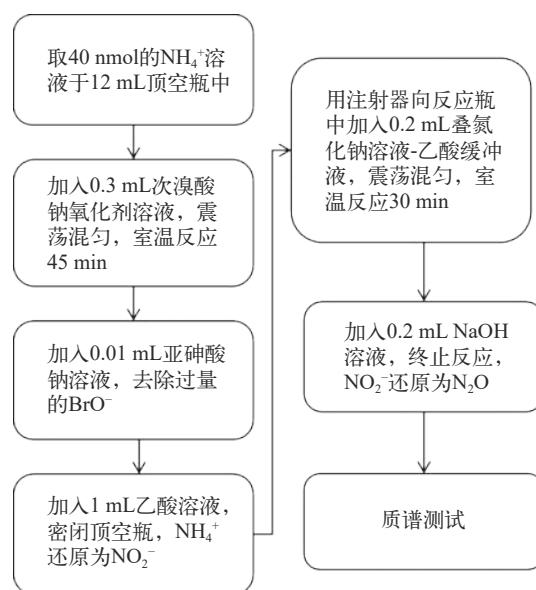 取40 nmol的NH₄⁺溶
液于12 mL顶空瓶中
加入0.3 mL次溴酸
钠氧化剂溶液，震
荡混匀，室温反应
45 min
加入0.01 mL亚砷酸
钠溶液，去除过量
的BrO⁻
加入1 mL乙酸溶液，
密闭顶空瓶，NH₄⁺
还原为NO₂⁻
用注射器向反应瓶
中加入0.2 mL叠氮
化钠溶液-乙酸缓冲
液，震荡混匀，室
温反应30 min
加入0.2 mL NaOH
溶液，终止反应，
NO₂⁻还原为N₂O
质谱测试